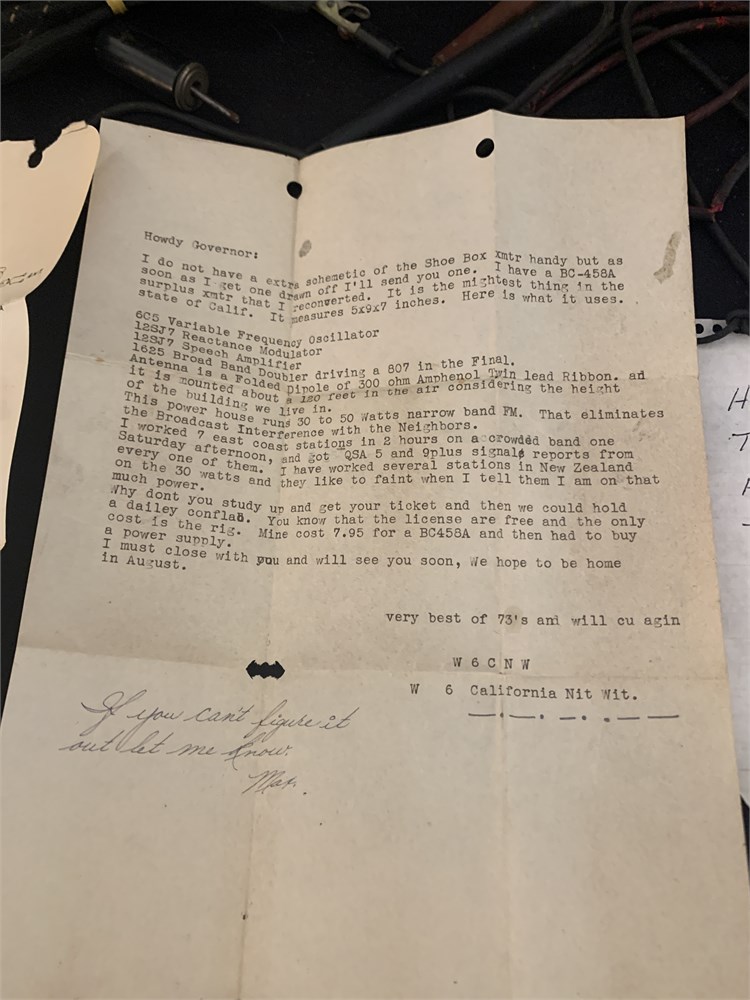 Howdy Governor:
I do not have a extra schemetic of the Shoe Box xmtr handy but as
soon as I get one drawn off I'll send you one. I have a BC-458A
surplus xmtr that I reconverted. It is the mightest thing in the
state of Calif. It measures 5x9x7 inches. Here is what it uses.
6C5 Variable Frequency Oscillator
12SJ7 Reactance Modulator
12SJ7 Speech Amplifier
1625 Broad Band Doubler driving a 807 in the Final.
Antenna is a Folded Dipole of 300 ohm Amphenol Twin lead Ribbon. ad
it is mounted about a 120 feet in the air considering the height
of the building we live in.
This power house runs 30 to 50 Watts narrow band FM. That eliminates
the Broadcast Interference with the Neighbors.
I worked 7 east coast stations in 2 hours on a crowded band one
Saturday afternoon, and got QSA 5 and 9plus signals reports from
every one of them. I have worked several stations in New Zealand
on the 30 watts and they like to faint when I tell them I am on that
much power.
Why dont you study up and get your ticket and then we could hold
a dailey conflab. You know that the license are free and the only
cost is the rig. Mine cost 7.95 for a BC458A and then had to buy
a power supply.
I must close with you and will see you soon, We hope to be home
in August.
very best of 73's and will cu agin
W 6 C N W
W 6 California Nit Wit.
— . — . — . . — —
If you can't figure it
out let me know.
H